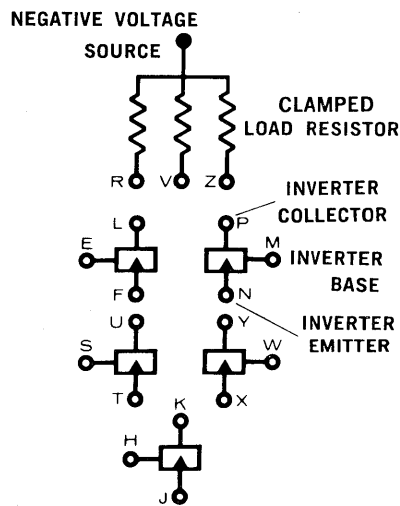 NEGATIVE VOLTAGE
SOURCE
CLAMPED
LOAD RESISTOR
R V Z
INVERTER
COLLECTOR
L P
E M
INVERTER
BASE
F N
INVERTER
EMITTER
U Y
S W
T X
K
H
J